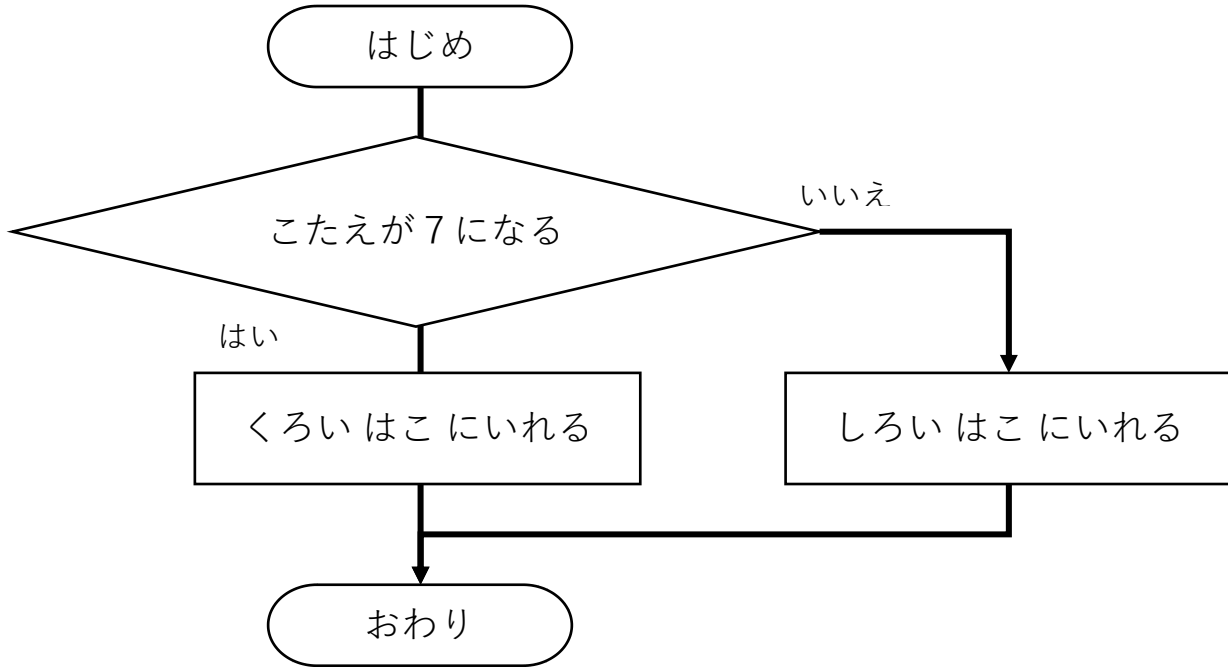 はじめ
いいえ
こたえが７になる
はい
くろい はこ にいれる
しろい はこ にいれる
おわり